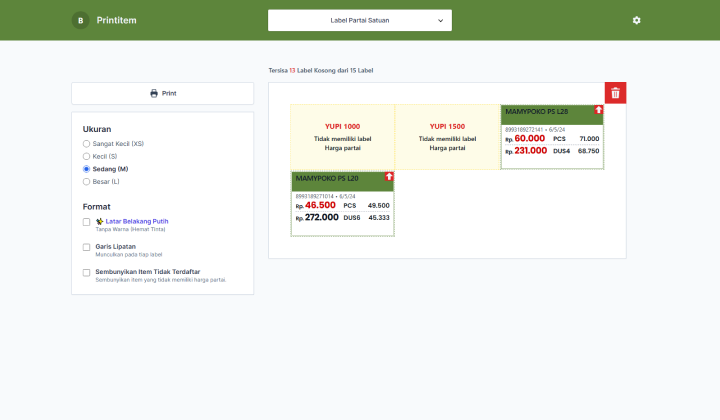 B Printitem
Label Partai Satuan
Tersisa 13 Label Kosong dari 15 Label
Print
Ukuran
Sangat Kecil (XS)
Kecil (S)
Sedang (M)
Besar (L)
Format
Latar Belakang Putih
Tanpa Warna (Hemat Tinta)
Garis Lipatan
Munculkan pada tiap label
Sembunyikan Item Tidak Terdaftar
Sembunyikan item yang tidak memiliki harga partai.
YUPI 1000
Tidak memiliki label
Harga partai
YUPI 1500
Tidak memiliki label
Harga partai
MAMYPOKO PS L28
8993189272141 • 6/5/24
Rp. 60.000 PCS 71.000
Rp. 231.000 DUS4 68.750
MAMYPOKO PS L20
8993189271014 • 6/5/24
Rp. 46.500 PCS 49.500
Rp. 272.000 DUS6 45.333